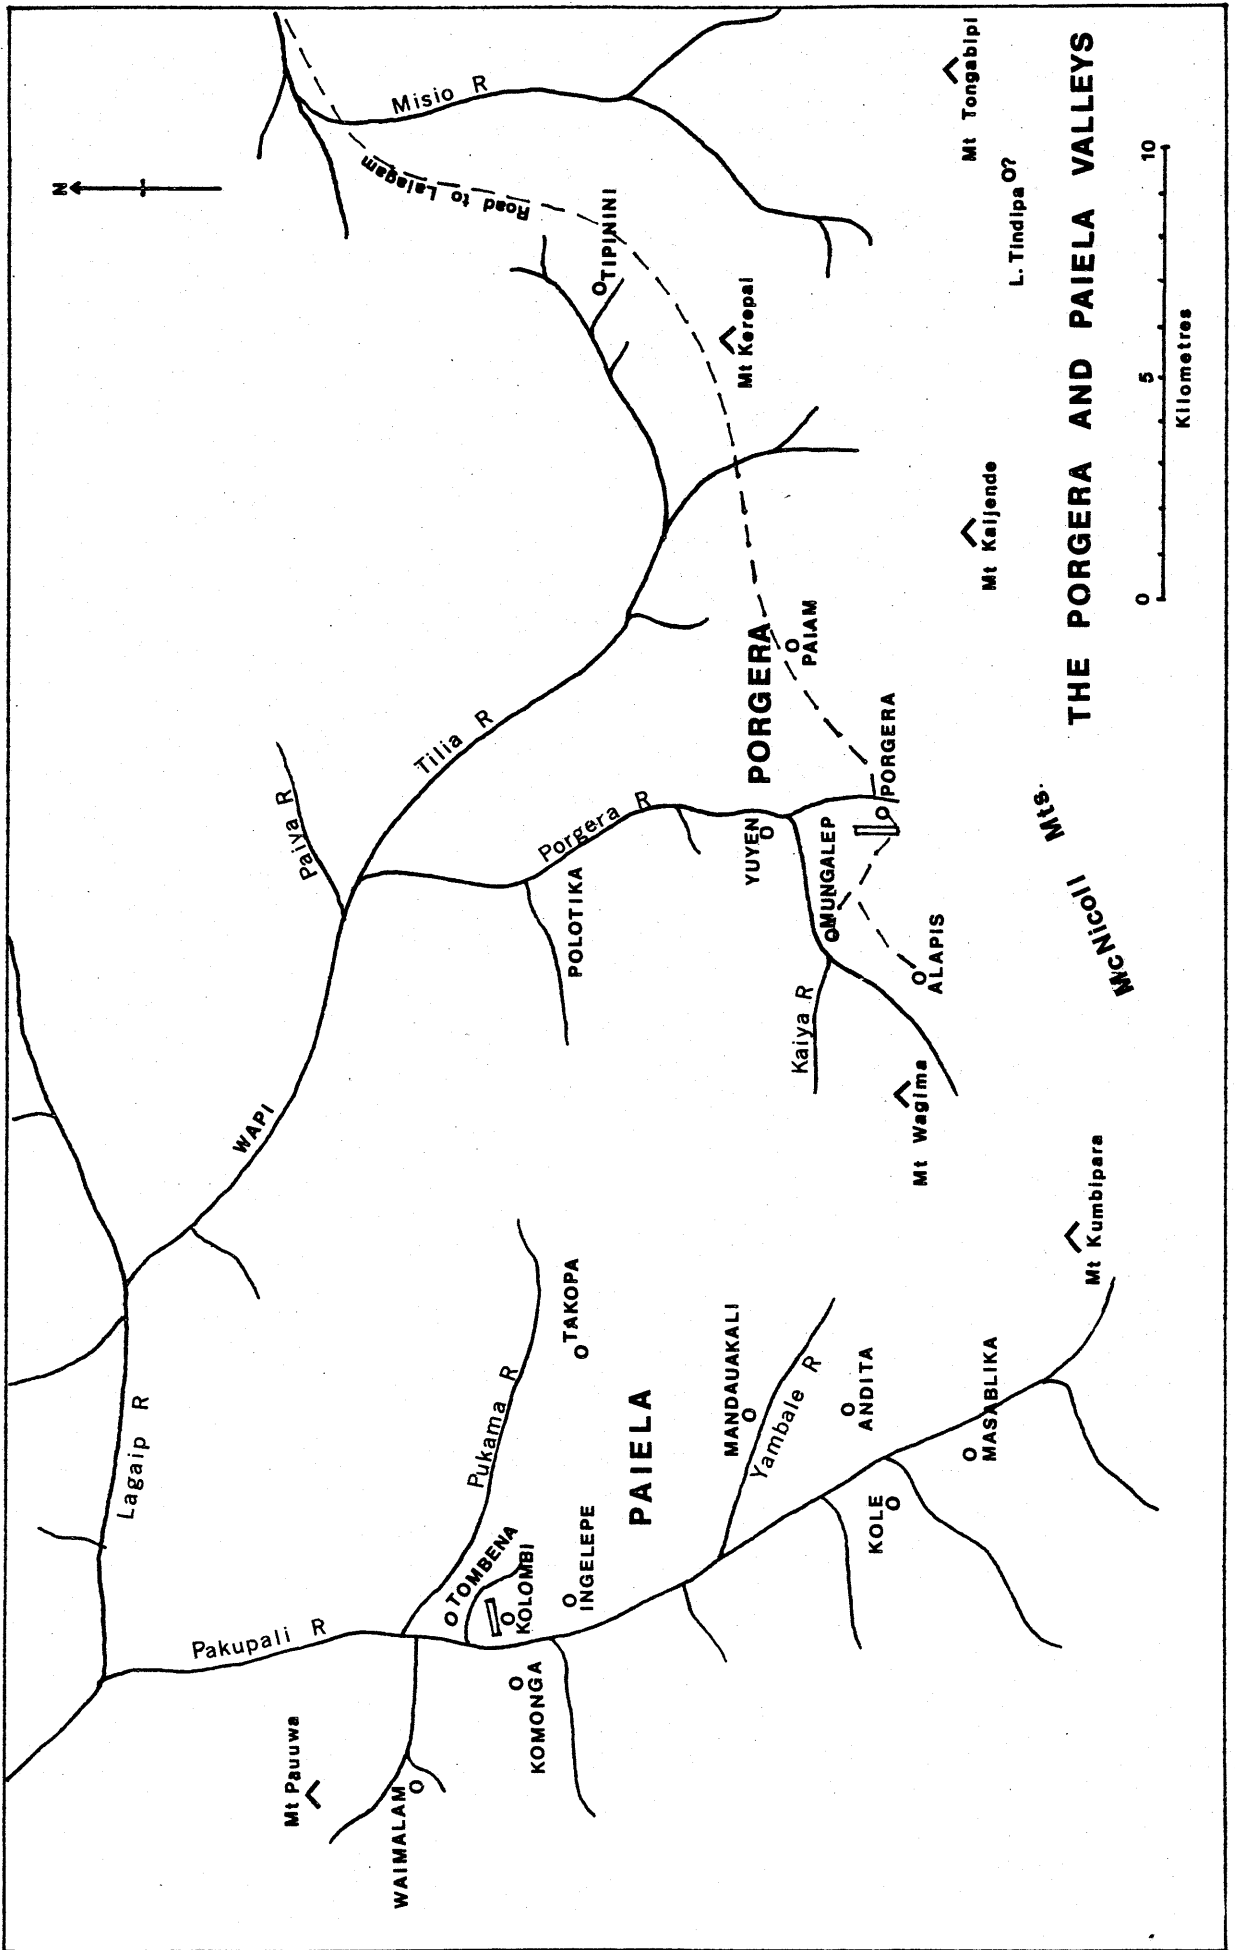 THE PORGERA AND PAIELA VALLEYS
N
0 5 10
Kilometres
Lagaip R
WAPI
Paiya R
Tilia R
Misio R
Road to Laiagam
Mt Pauuwa
WAIMALAM
Pakupali R
KOMONGA
TOMBENA
KOLOMBI
INGELEPE
Pukama R
TAKOPA
PAIELA
MANDAUAKALI
Yambale R
ANDITA
KOLE
MASABLIKA
Mt Kumbipara
Mt Wagima
Kaiya R
ALAPIS
MUNGALEP
YUYEN
POLOTIKA
Porgera R
PORGERA
PORGERA
PAIAM
McNicoll Mts.
Mt Kaijende
Mt Kerepai
TIPININI
L. Tindipa O?
Mt Tongabipi